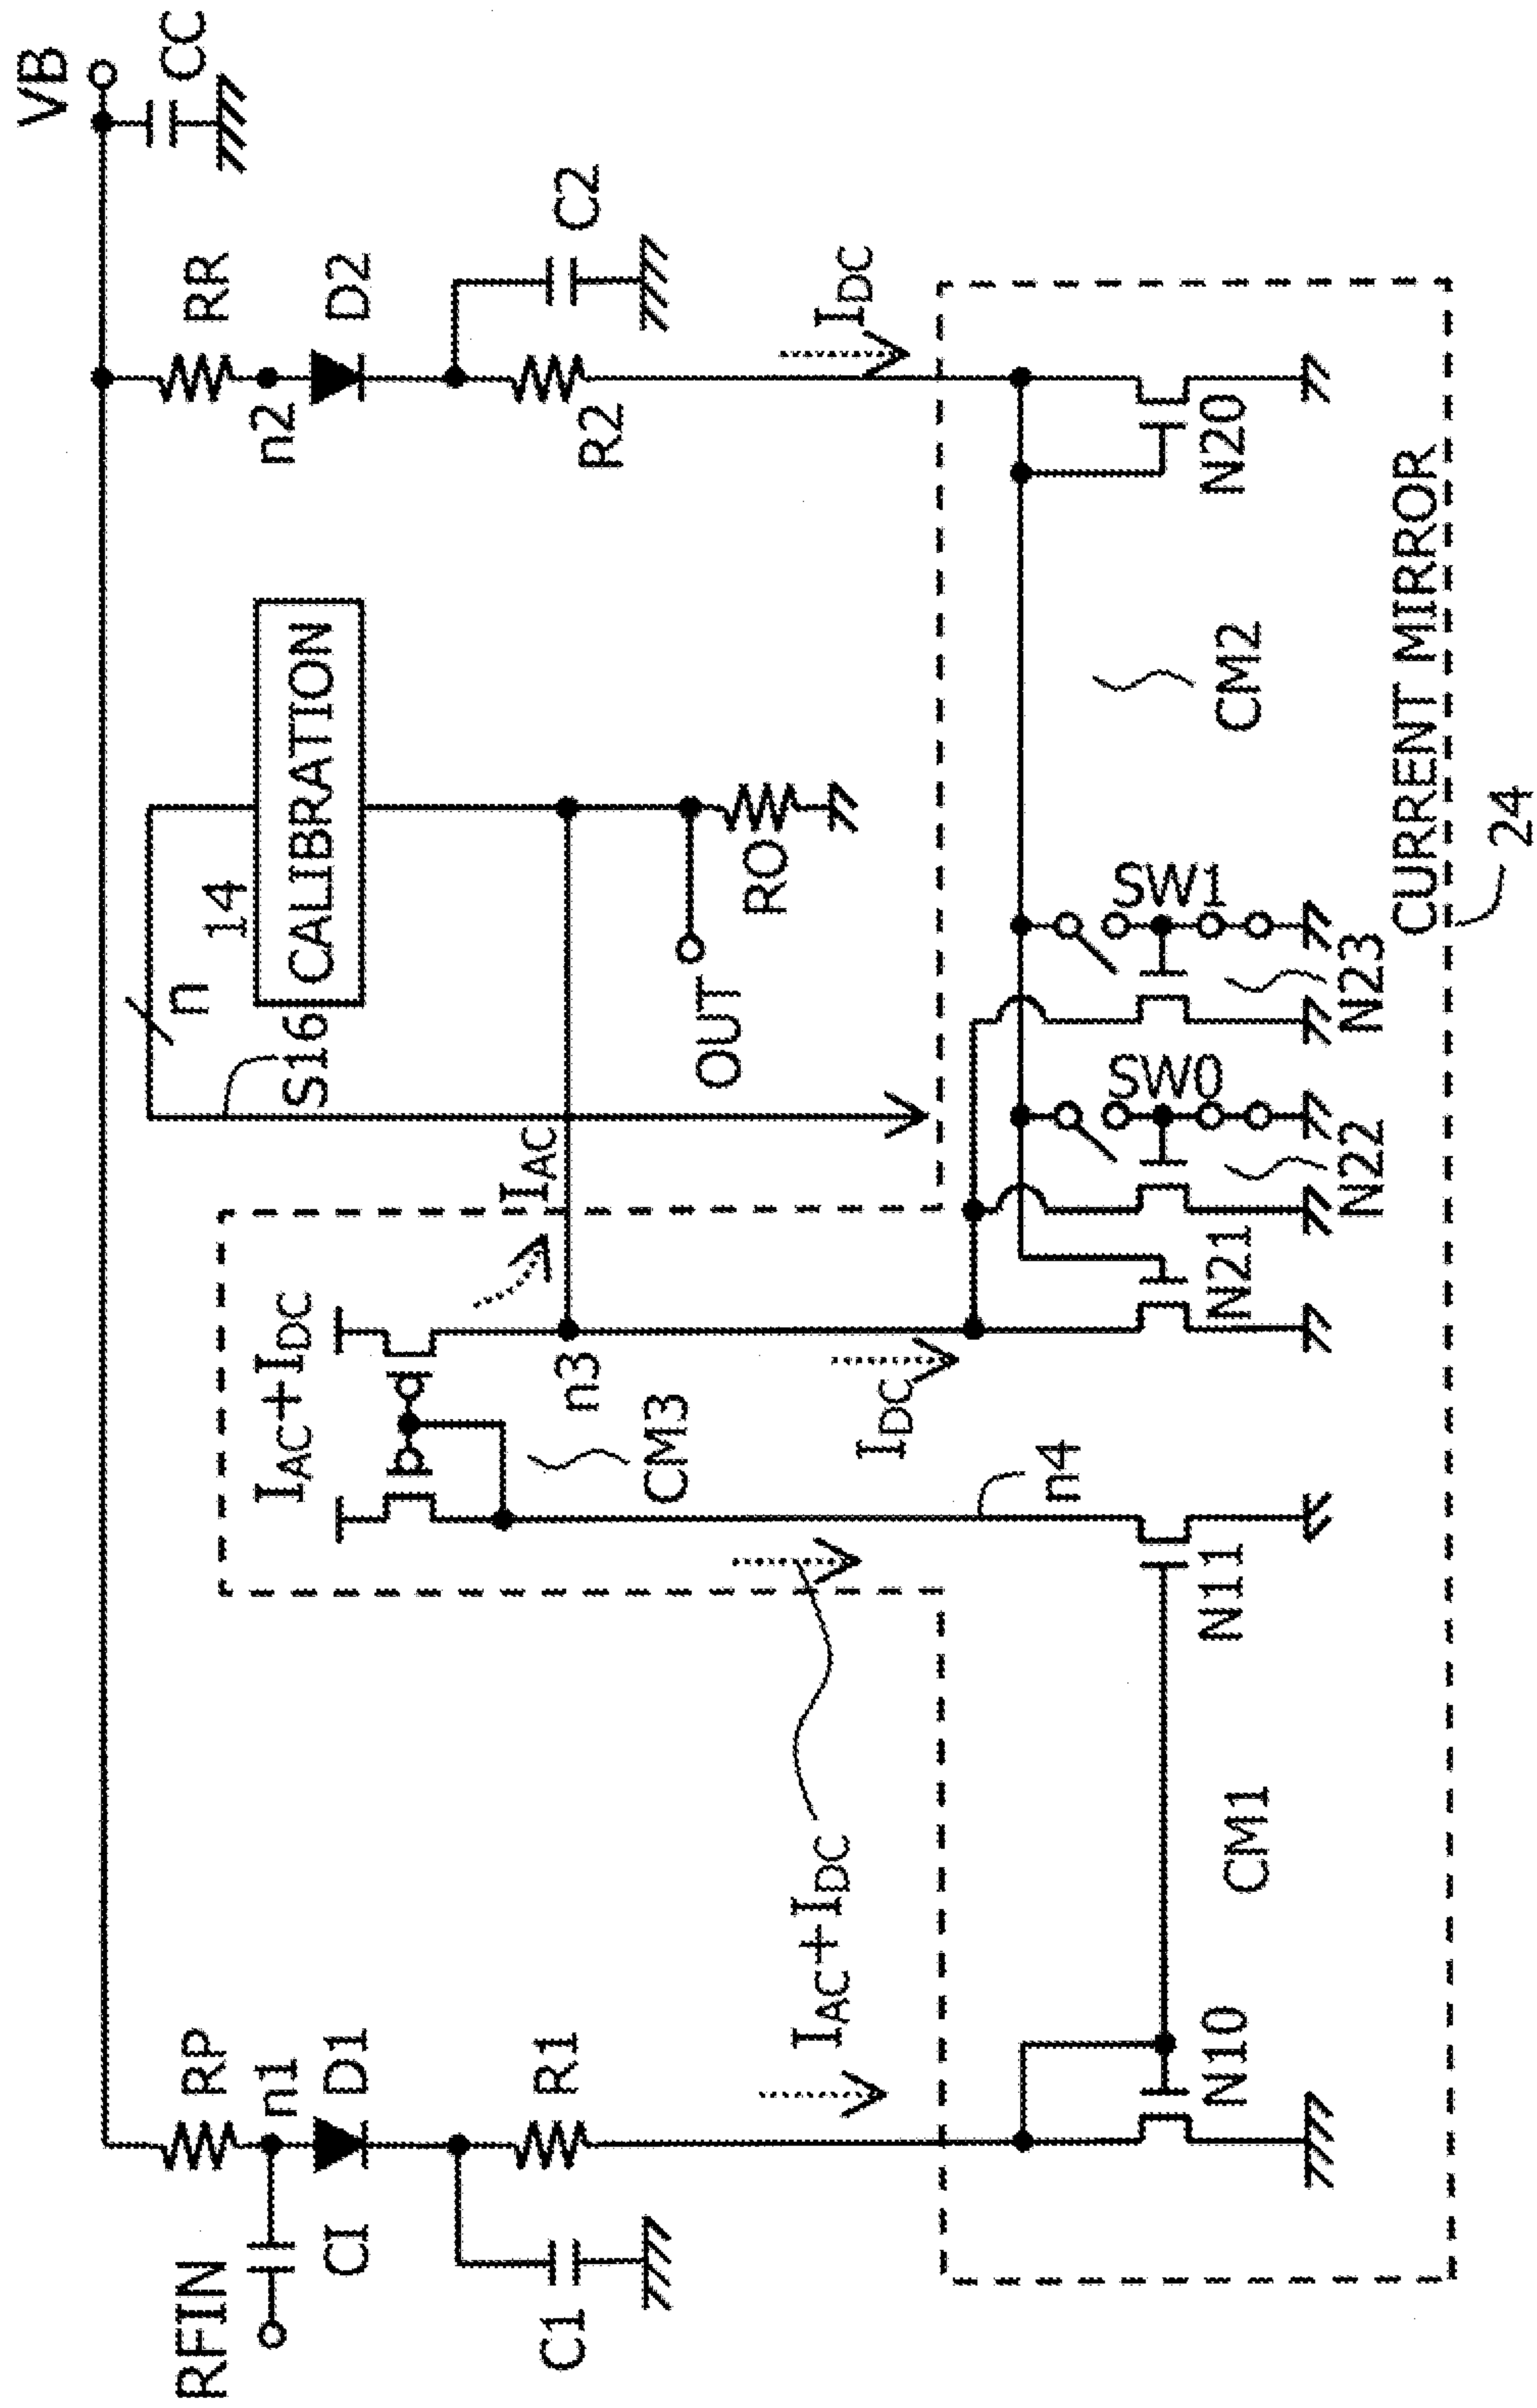 VB
CC
RP
n1
RFIN
CI
D1
C1
R1
RR
n2
D2
C2
R2
n
14
CALIBRATION
S16
IAC+IDC
IAC
n3
CM3
OUT
RO
IDC
IAC+IDC
IDC
n4
N10
CM1
N11
N21
SW0
N22
SW1
N23
CM2
N20
CURRENT MIRROR
24